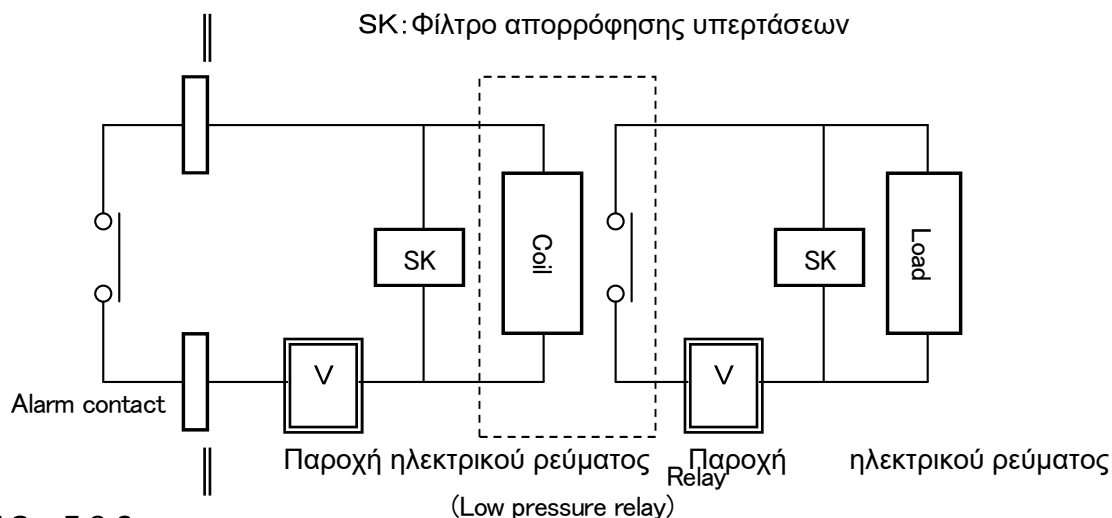 SK:Φίλτρο απορρόφησης υπερτάσεων
SK
Coil
SK
Load
V
V
Alarm contact
Παροχή ηλεκτρικού ρεύματος
Παροχή ηλεκτρικού ρεύματος
Relay
(Low pressure relay)